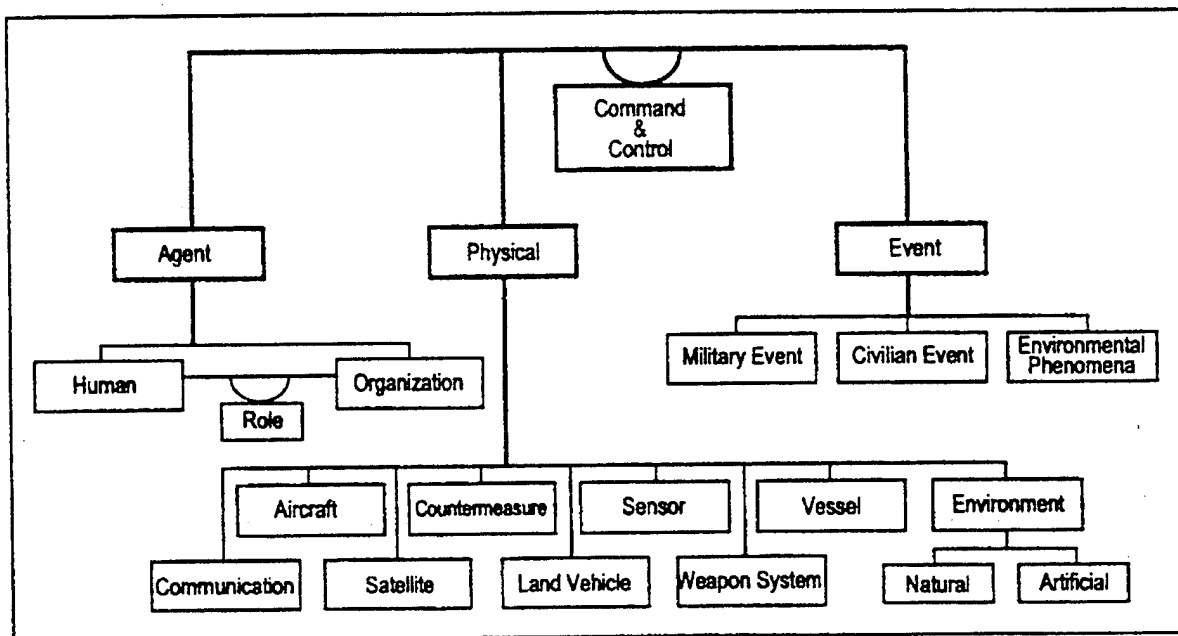 Command
&
Control
Agent
Physical
Event
Military Event
Civilian Event
Environmental
Phenomena
Human
Organization
Role
Aircraft
Countermeasure
Sensor
Vessel
Environment
Communication
Satellite
Land Vehicle
Weapon System
Natural
Artificial